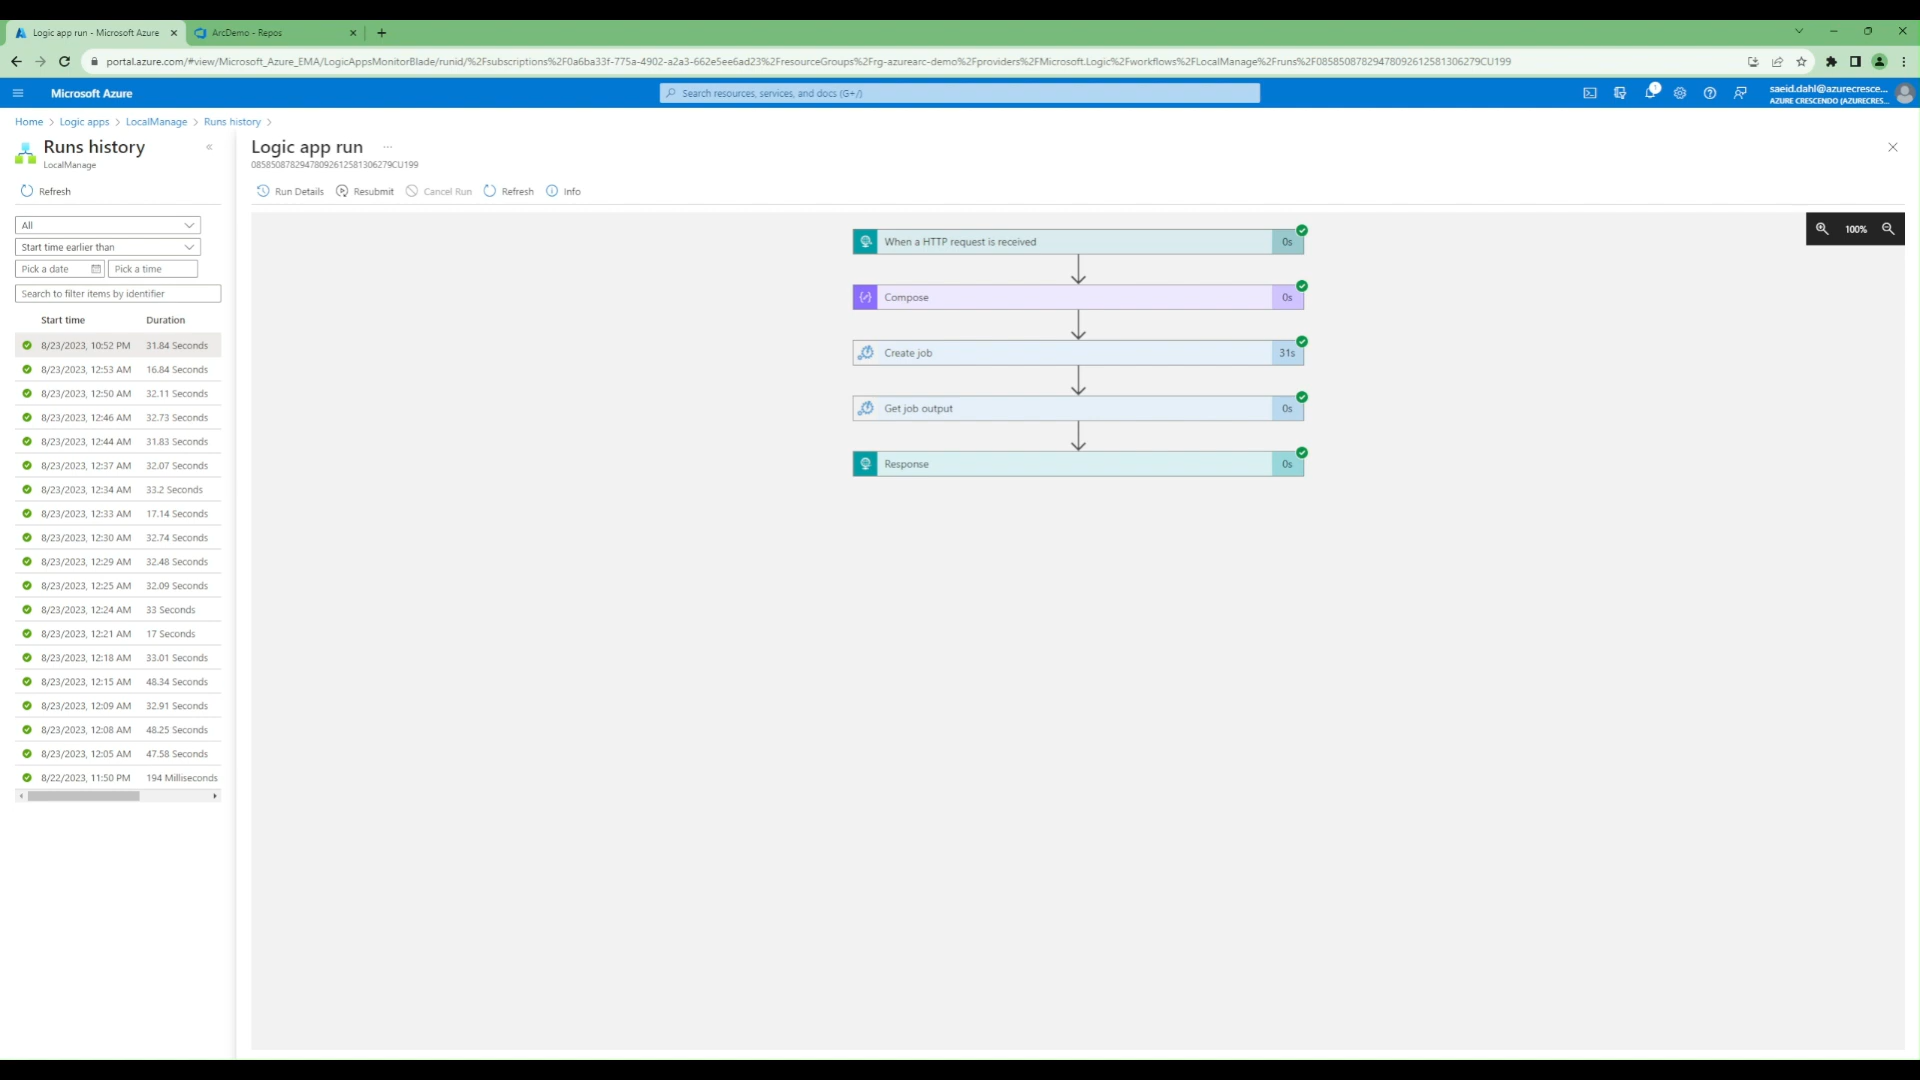 Logic app run - Microsoft Azure
ArcDemo - Repos
portal.azure.com/#view/Microsoft_Azure_EMA/LogicAppsMonitorBlade/runid/%2Fsubscriptions%2F0a6ba33f-775a-4902-a2a3-662e5ee6ad23%2FresourceGroups%2Frg-azurearc-demo%2Fproviders%2FMicrosoft.Logic%2Fworkflows%2FLocalManage%2Fruns%2F08585087829478092612581306279CU199
Microsoft Azure
Search resources, services, and docs (G+/)
1
saeid.dahl@azurecresce...
AZURE CRESCENDO (AZURECRES...
Home > Logic apps > LocalManage > Runs history >
Runs history
LocalManage
Refresh
All
Start time earlier than
Pick a date
Pick a time
Search to filter items by identifier
Start time Duration
8/23/2023, 10:52 PM 31.84 Seconds
8/23/2023, 12:53 AM 16.84 Seconds
8/23/2023, 12:50 AM 32.11 Seconds
8/23/2023, 12:46 AM 32.73 Seconds
8/23/2023, 12:44 AM 31.83 Seconds
8/23/2023, 12:37 AM 32.07 Seconds
8/23/2023, 12:34 AM 33.2 Seconds
8/23/2023, 12:33 AM 17.14 Seconds
8/23/2023, 12:30 AM 32.74 Seconds
8/23/2023, 12:29 AM 32.48 Seconds
8/23/2023, 12:25 AM 32.09 Seconds
8/23/2023, 12:24 AM 33 Seconds
8/23/2023, 12:21 AM 17 Seconds
8/23/2023, 12:18 AM 33.01 Seconds
8/23/2023, 12:15 AM 48.34 Seconds
8/23/2023, 12:09 AM 32.91 Seconds
8/23/2023, 12:08 AM 48.25 Seconds
8/23/2023, 12:05 AM 47.58 Seconds
8/22/2023, 11:50 PM 194 Milliseconds
Logic app run ...
08585087829478092612581306279CU199
Run Details
Resubmit
Cancel Run
Refresh
Info
When a HTTP request is received 0s
Compose 0s
Create job 31s
Get job output 0s
Response 0s
100%